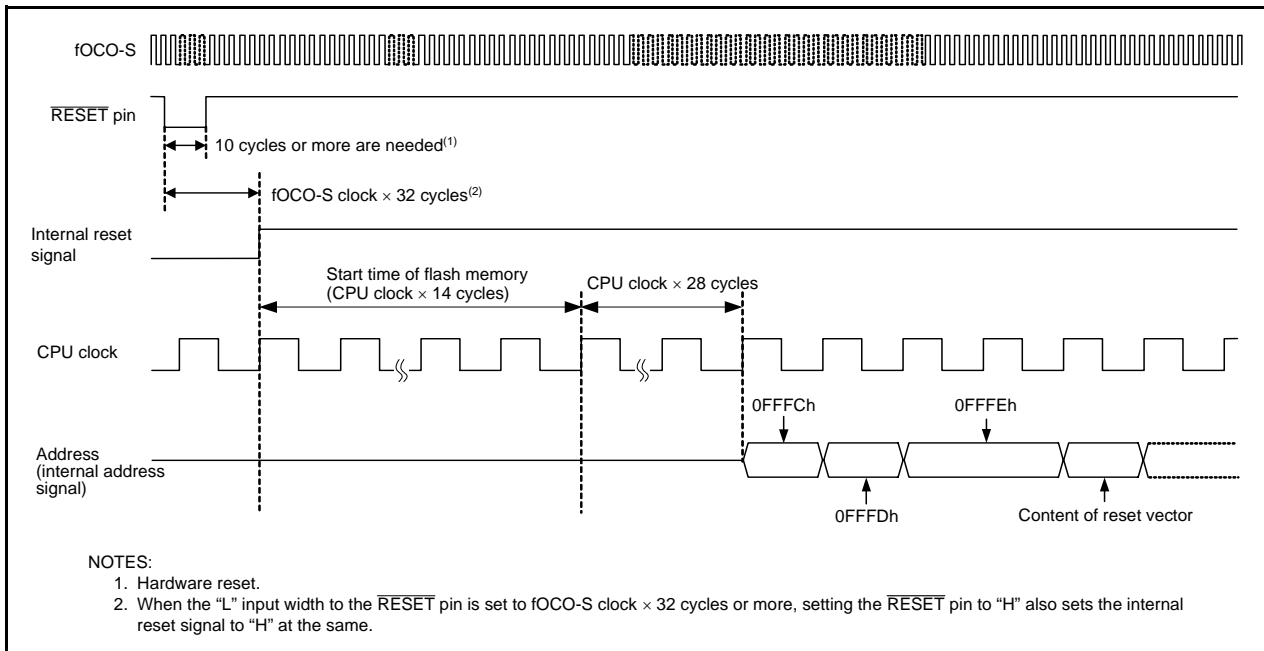 fOCO-S
RESET pin
10 cycles or more are needed(1)
fOCO-S clock × 32 cycles(2)
Internal reset
signal
Start time of flash memory
(CPU clock × 14 cycles)
CPU clock × 28 cycles
CPU clock
0FFFCh
0FFFEh
Address
(internal address
signal)
0FFFDh
Content of reset vector
NOTES:
1. Hardware reset.
2. When the “L” input width to the RESET pin is set to fOCO-S clock × 32 cycles or more, setting the RESET pin to “H” also sets the internal
reset signal to “H” at the same.